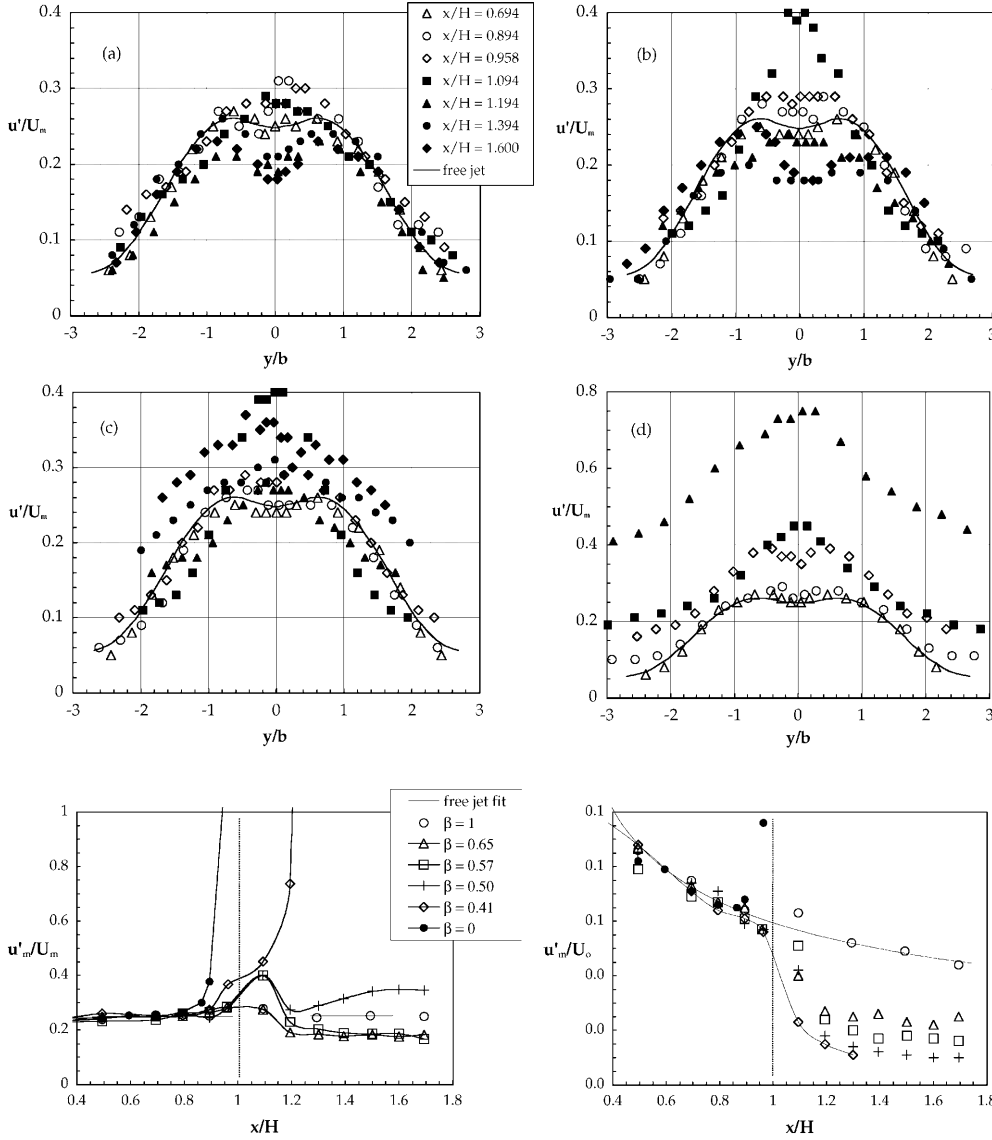 (a)
0.4
0.3
u'/Uₘ
0.2
0.1
0
-3 -2 -1 0 1 2 3
y/b
x/H = 0.694
x/H = 0.894
x/H = 0.958
x/H = 1.094
x/H = 1.194
x/H = 1.394
x/H = 1.600
free jet
(b)
0.4
0.3
u'/Uₘ
0.2
0.1
0
-3 -2 -1 0 1 2 3
y/b
(c)
0.4
0.3
u'/Uₘ
0.2
0.1
0
-3 -2 -1 0 1 2 3
y/b
(d)
0.8
0.6
u'/Uₘ
0.4
0.2
0
-3 -2 -1 0 1 2 3
y/b
1
0.8
0.6
u'ₘ/Uₘ
0.4
0.2
0
0.4 0.6 0.8 1 1.2 1.4 1.6 1.8
x/H
free jet fit
β = 1
β = 0.65
β = 0.57
β = 0.50
β = 0.41
β = 0
0.1
0.1
0.1
u'ₘ/Uₒ
0.0
0.0
0.0
0.4 0.6 0.8 1 1.2 1.4 1.6 1.8
x/H